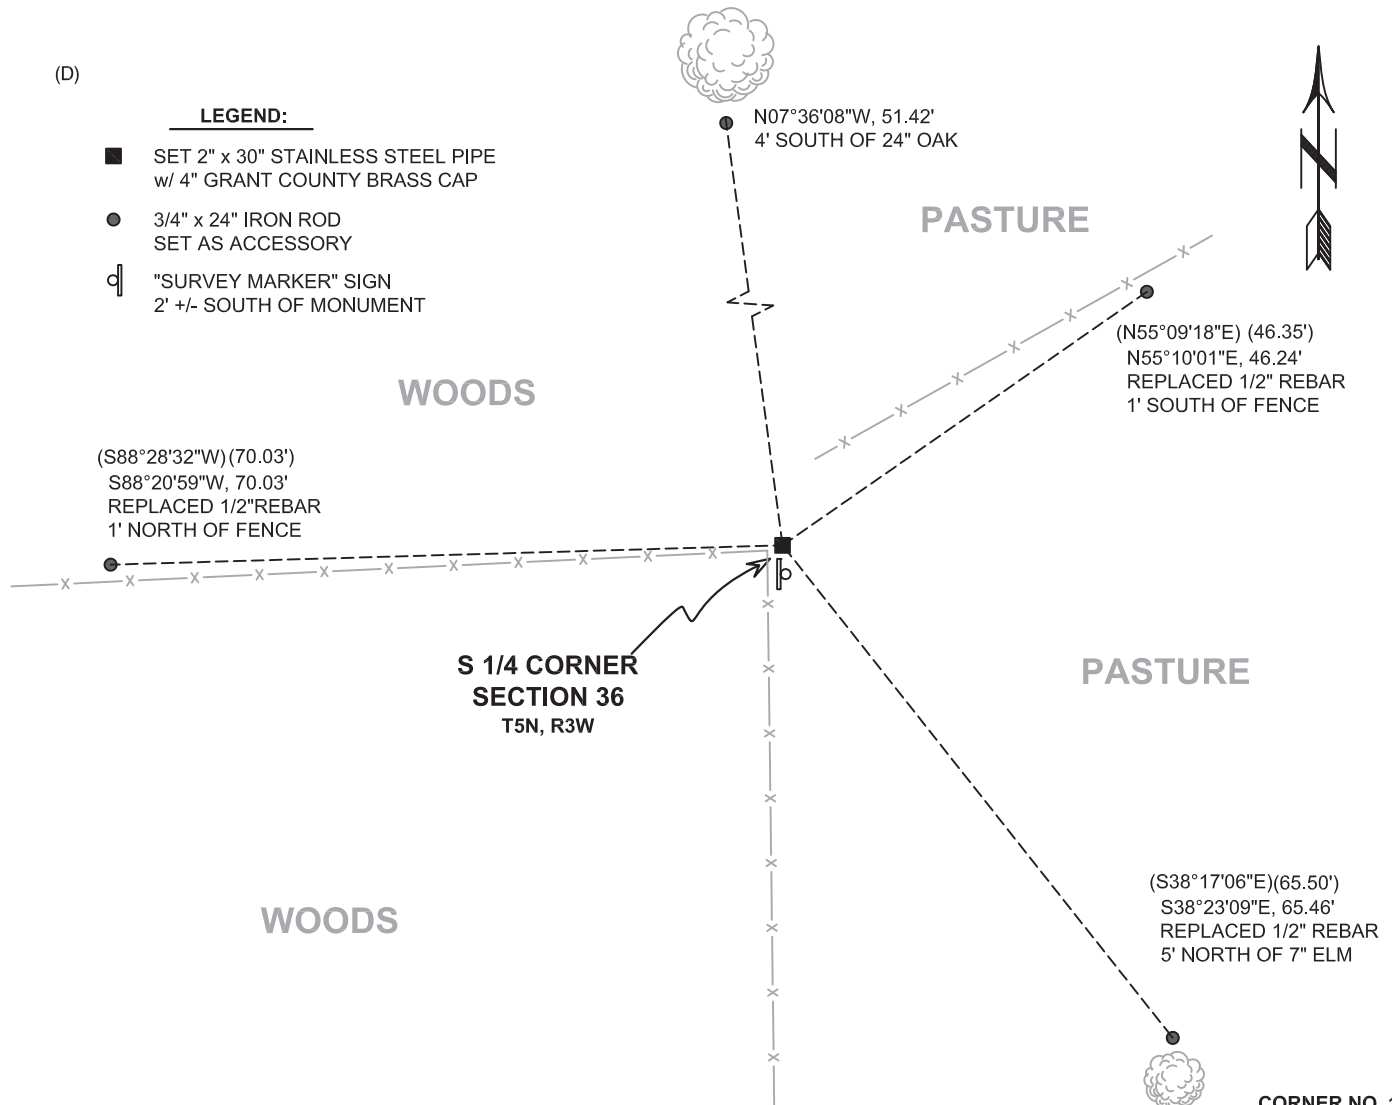 (D)
LEGEND:
SET 2" x 30" STAINLESS STEEL PIPE
w/ 4" GRANT COUNTY BRASS CAP
3/4" x 24" IRON ROD
SET AS ACCESSORY
"SURVEY MARKER" SIGN
2' +/- SOUTH OF MONUMENT
N07°36'08"W, 51.42'
4' SOUTH OF 24" OAK
N
PASTURE
(N55°09'18"E) (46.35')
N55°10'01"E, 46.24'
REPLACED 1/2" REBAR
1' SOUTH OF FENCE
WOODS
(S88°28'32"W) (70.03')
S88°20'59"W, 70.03'
REPLACED 1/2"REBAR
1' NORTH OF FENCE
S 1/4 CORNER
SECTION 36
T5N, R3W
PASTURE
WOODS
(S38°17'06"E)(65.50')
S38°23'09"E, 65.46'
REPLACED 1/2" REBAR
5' NORTH OF 7" ELM
CORNER NO.